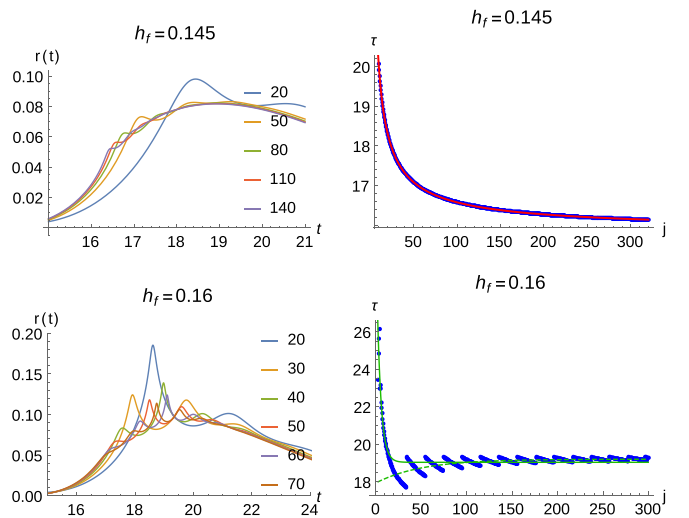 h_f = 0.145
r(t)
0.10
0.08
0.06
0.04
0.02
16 17 18 19 20 21 t
20
50
80
110
140
h_f = 0.145
τ
20
19
18
17
50 100 150 200 250 300 j
h_f = 0.16
r(t)
0.20
0.15
0.10
0.05
0.00
16 18 20 22 24 t
20
30
40
50
60
70
h_f = 0.16
τ
26
24
22
20
18
0 50 100 150 200 250 300 j